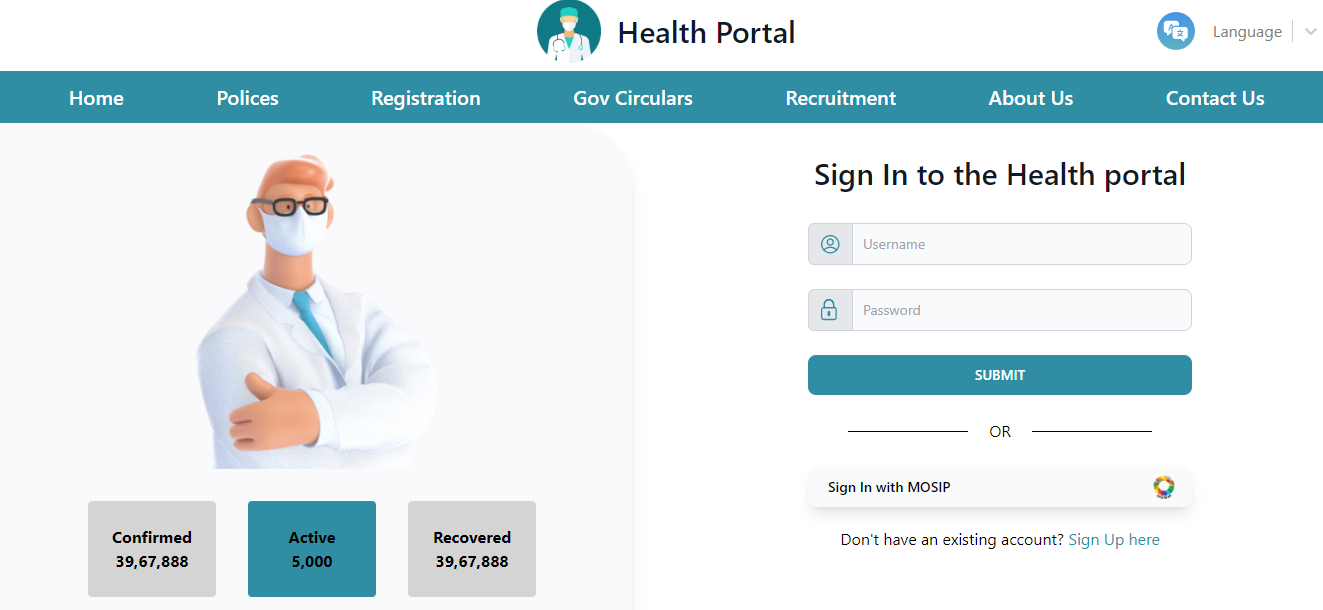 Health Portal
Language
Home
Polices
Registration
Gov Circulars
Recruitment
About Us
Contact Us
Sign In to the Health portal
Username
Password
SUBMIT
OR
Sign In with MOSIP
Don't have an existing account? Sign Up here
Confirmed
39,67,888
Active
5,000
Recovered
39,67,888